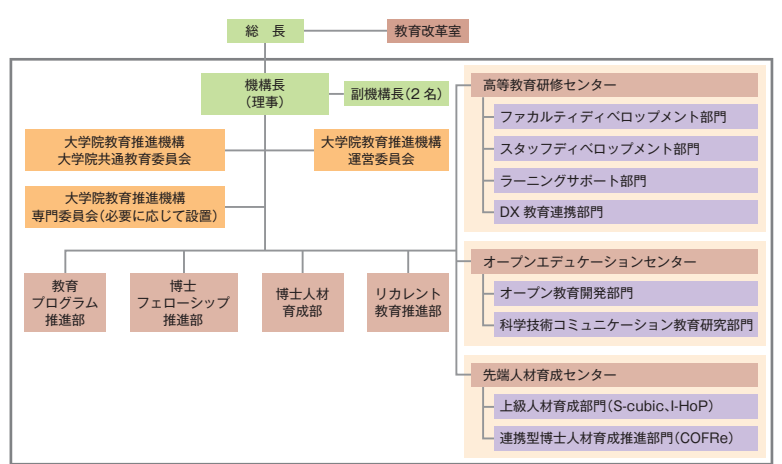 総 長
教育改革室
機構長
(理事)
副機構長(2 名)
大学院教育推進機構
大学院共通教育委員会
大学院教育推進機構
運営委員会
大学院教育推進機構
専門委員会(必要に応じて設置)
教育
プログラム
推進部
博士
フェローシップ
推進部
博士人材
育成部
リカレント
教育推進部
高等教育研修センター
ファカルティディベロップメント部門
スタッフディベロップメント部門
ラーニングサポート部門
DX 教育連携部門
オープンエデュケーションセンター
オープン教育開発部門
科学技術コミュニケーション教育研究部門
先端人材育成センター
上級人材育成部門(S-cubic、I-HoP)
連携型博士人材育成推進部門(COFRe)